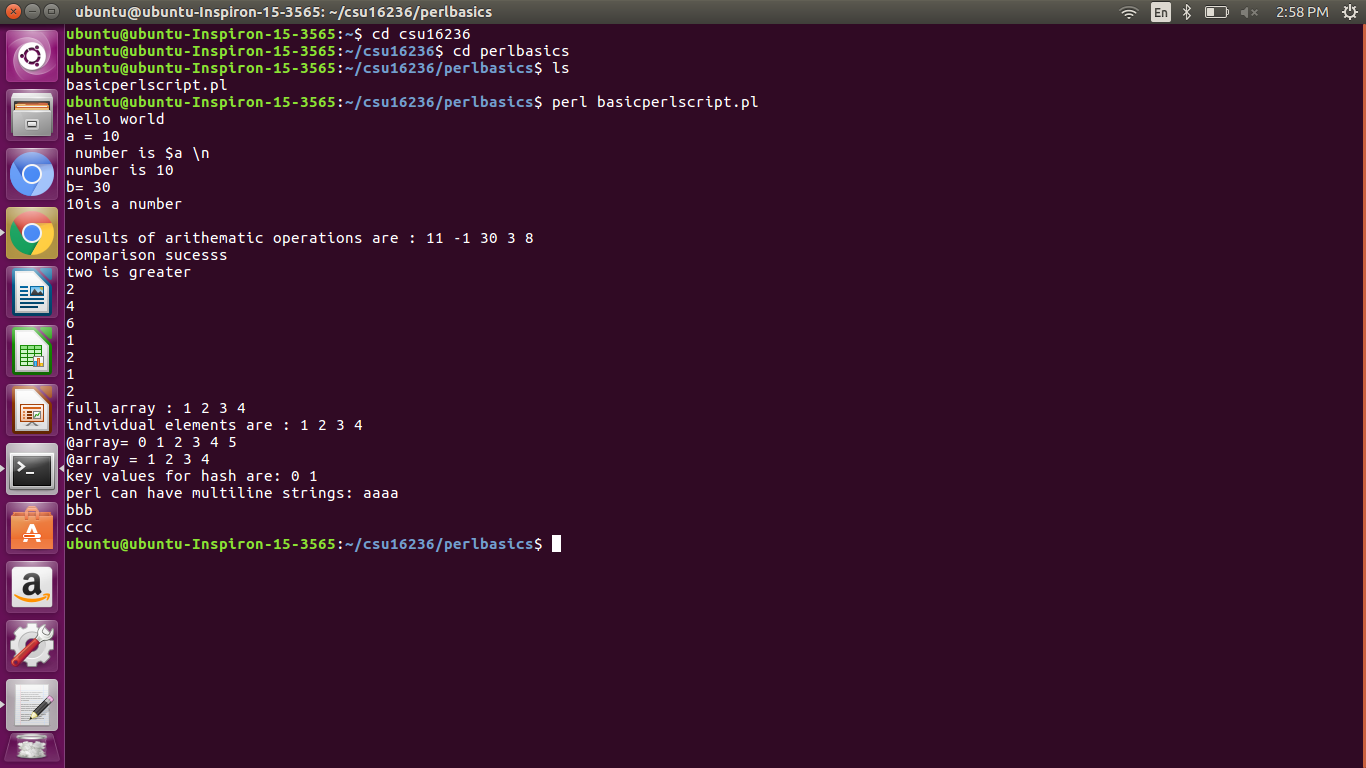 ubuntu@ubuntu-Inspiron-15-3565: ~/csu16236/perlbasics
En
2:58 PM
ubuntu@ubuntu-Inspiron-15-3565:~$ cd csu16236
ubuntu@ubuntu-Inspiron-15-3565:~/csu16236$ cd perlbasics
ubuntu@ubuntu-Inspiron-15-3565:~/csu16236/perlbasics$ ls
basicperlscript.pl
ubuntu@ubuntu-Inspiron-15-3565:~/csu16236/perlbasics$ perl basicperlscript.pl
hello world
a = 10
 number is $a \n
number is 10
b= 30
10is a number

results of arithematic operations are : 11 -1 30 3 8
comparison sucesss
two is greater
2
4
6
1
2
1
2
full array : 1 2 3 4
individual elements are : 1 2 3 4
@array= 0 1 2 3 4 5
@array = 1 2 3 4
key values for hash are: 0 1
perl can have multiline strings: aaaa
bbb
ccc
ubuntu@ubuntu-Inspiron-15-3565:~/csu16236/perlbasics$